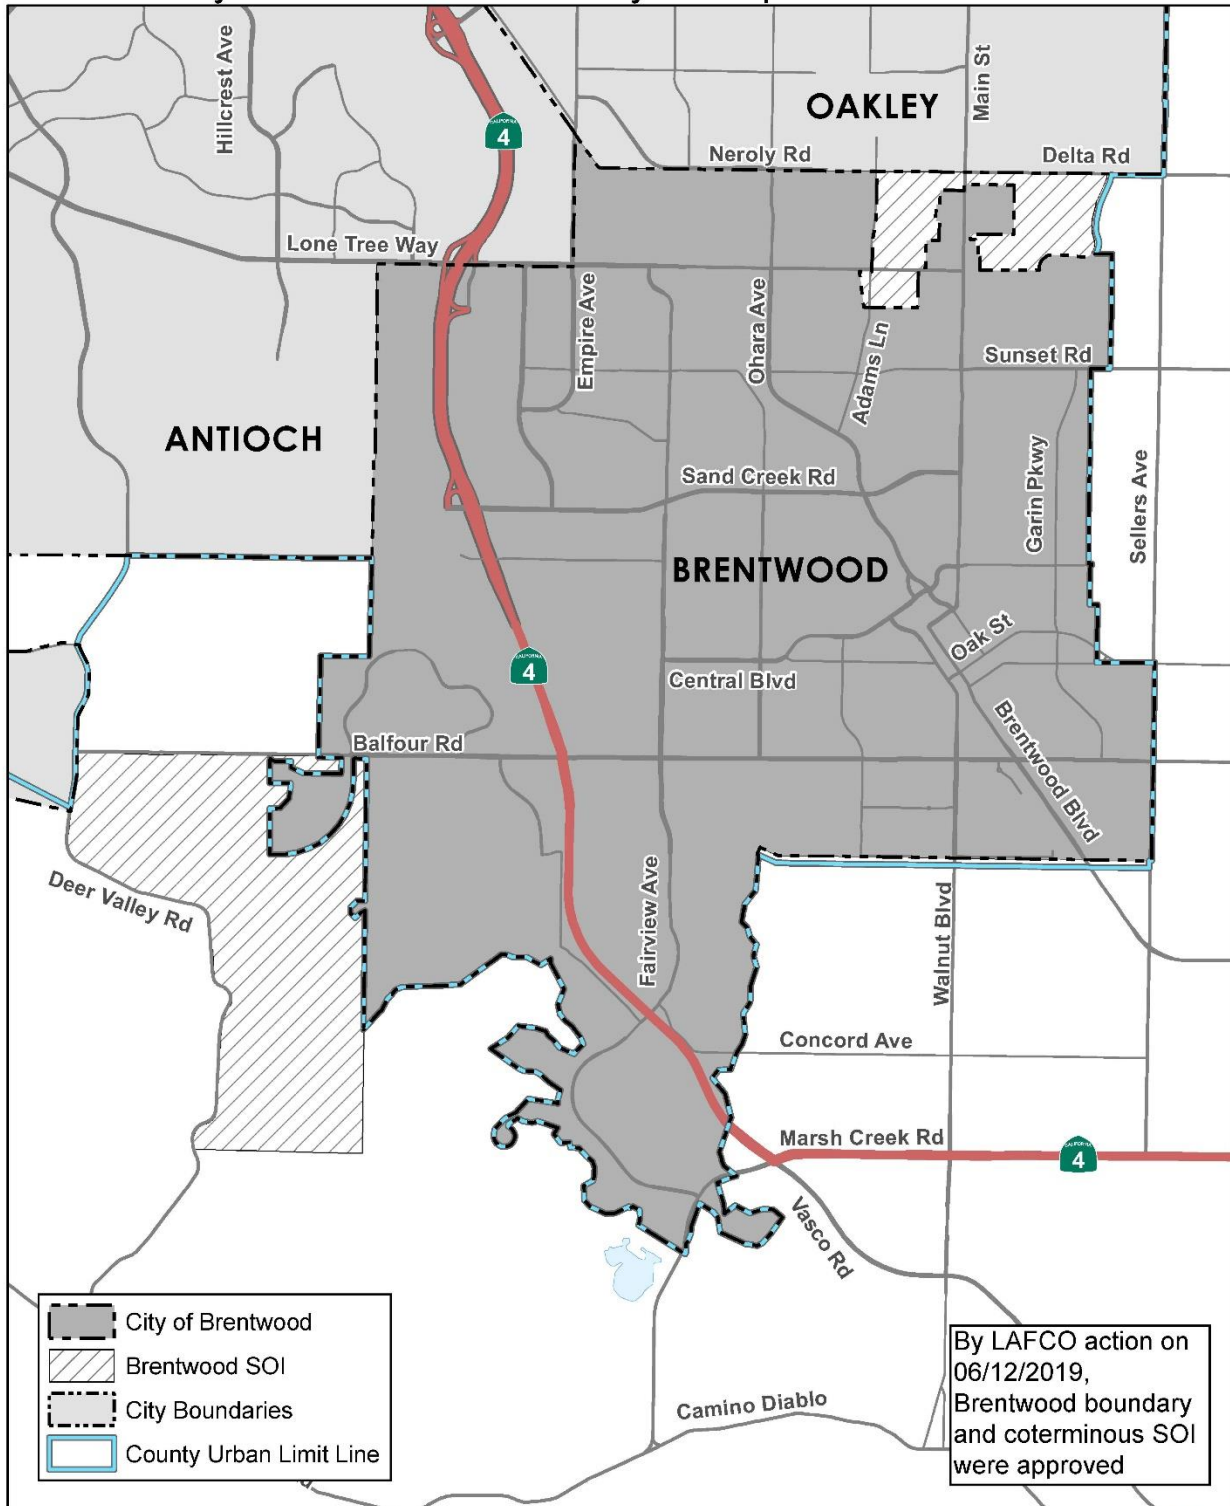 Hillcrest Ave
CALIFORNIA
4
OAKLEY
Main St
Neroly Rd
Delta Rd
Lone Tree Way
Empire Ave
Ohara Ave
Adams Ln
Sunset Rd
ANTIOCH
Sand Creek Rd
Garin Pkwy
Sellers Ave
BRENTWOOD
Oak St
CALIFORNIA
4
Central Blvd
Balfour Rd
Brentwood Blvd
Deer Valley Rd
Fairview Ave
Walnut Blvd
Concord Ave
Marsh Creek Rd
CALIFORNIA
4
Vasco Rd
Camino Diablo
City of Brentwood
Brentwood SOI
City Boundaries
County Urban Limit Line
By LAFCO action on
06/12/2019,
Brentwood boundary
and coterminous SOI
were approved